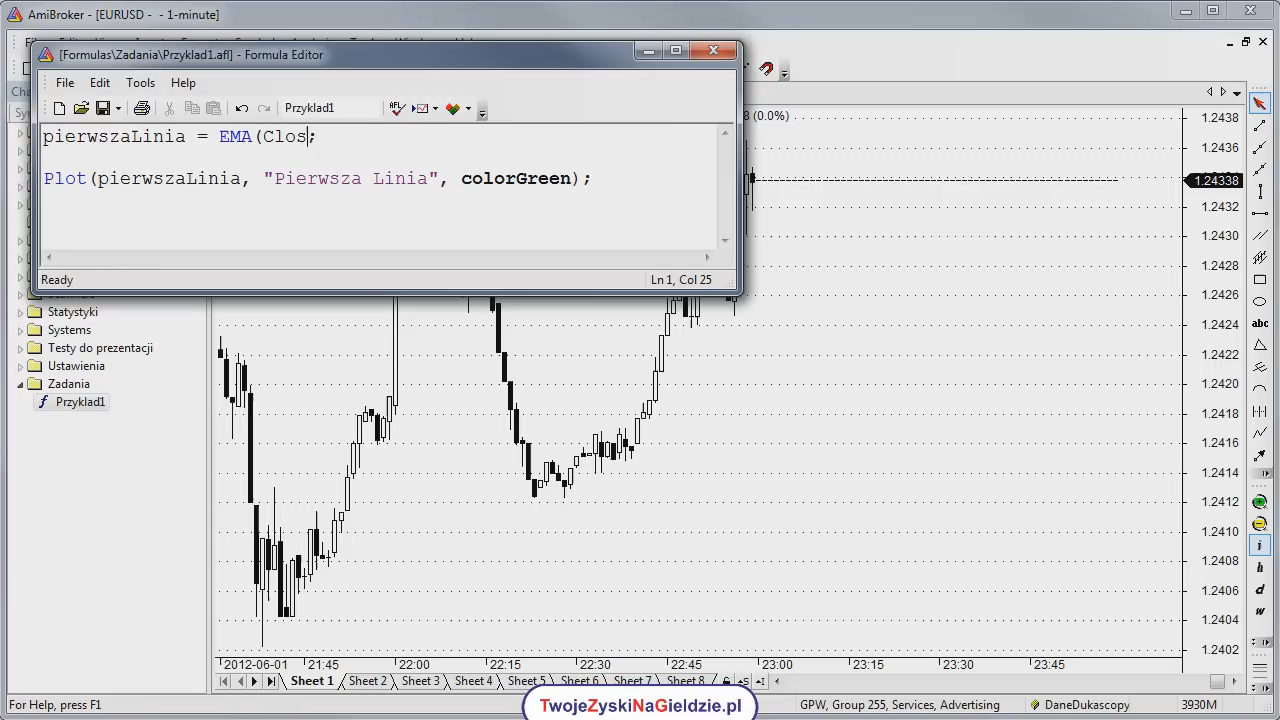 AmiBroker - [EURUSD - - 1-minute]
[Formulas\Zadania\Przyklad1.afl] - Formula Editor
File Edit Tools Help
Przyklad1
AFL
pierwszaLinia = EMA(Clos;
Plot(pierwszaLinia, "Pierwsza Linia", colorGreen);
Ready
Ln 1, Col 25
(0.0%)
1.2438
1.2436
1.24338
1.2432
1.2430
1.2428
1.2426
1.2424
1.2422
1.2420
1.2418
1.2416
1.2414
1.2412
1.2410
1.2408
1.2406
1.2404
1.2402
Statystyki
Systems
Testy do prezentacji
Ustawienia
Zadania
Przyklad1
abc
i
h
d
w
2012-06-01 21:45 22:00 22:15 22:30 22:45 23:00 23:15 23:30 23:45
Sheet 1 Sheet 2 Sheet 3 Sheet 4 Sheet 5 Sheet 6 Sheet 7 Sheet 8
For Help, press F1
TwojeZyskiNaGieldzie.pl
GPW, Group 255, Services, Advertising
DaneDukascopy
3930M